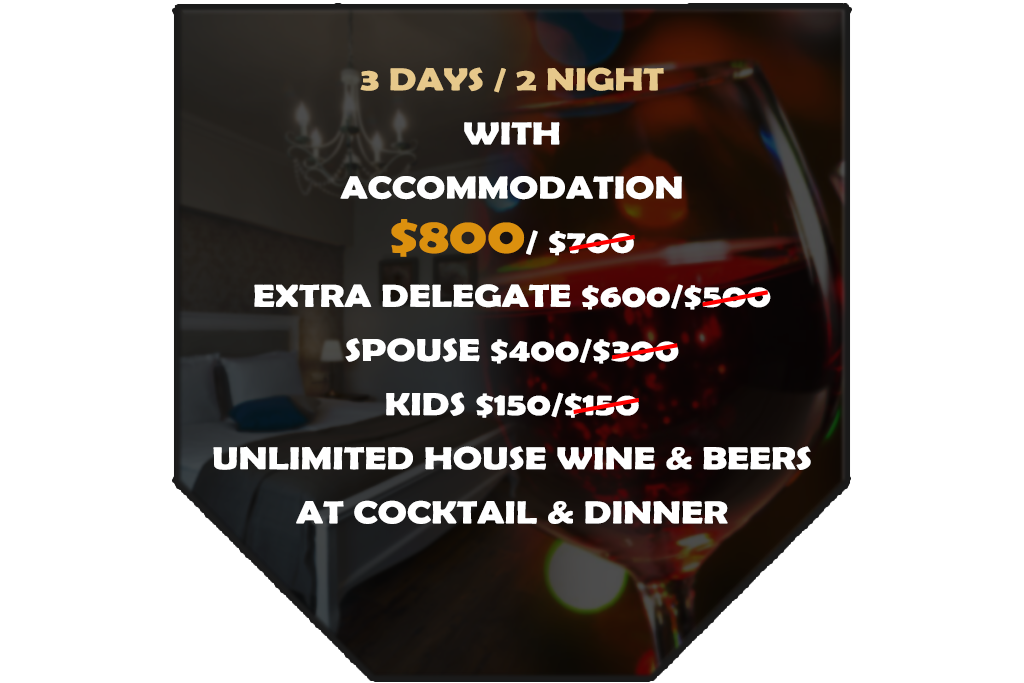 3 DAYS / 2 NIGHT
WITH
ACCOMMODATION
$800/ $700
EXTRA DELEGATE $600/$500
SPOUSE $400/$300
KIDS $150/$150
UNLIMITED HOUSE WINE & BEERS
AT COCKTAIL & DINNER